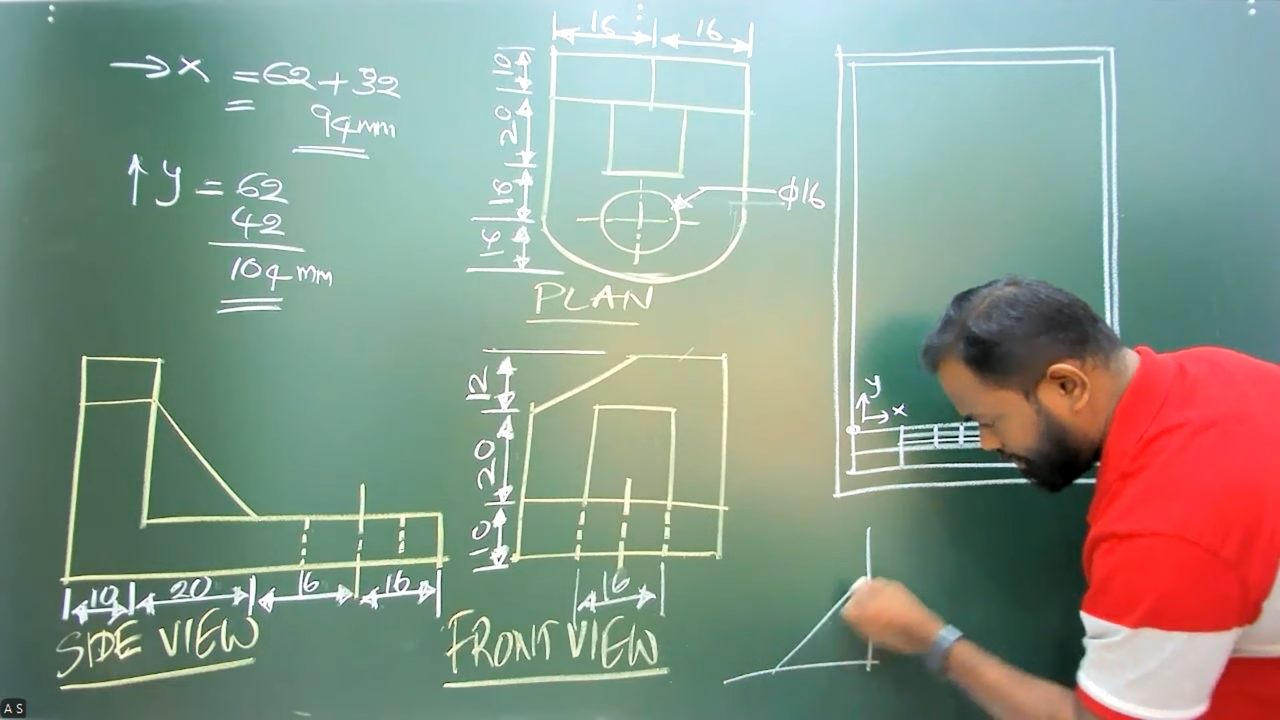 → x = 62 + 32
=
94mm
↑ y = 62
42
104 mm
16 16
10
20
16
14
ϕ16
PLAN
10 20 16 16
SIDE VIEW
12
20
10
16
FRONT VIEW
y
x
A S